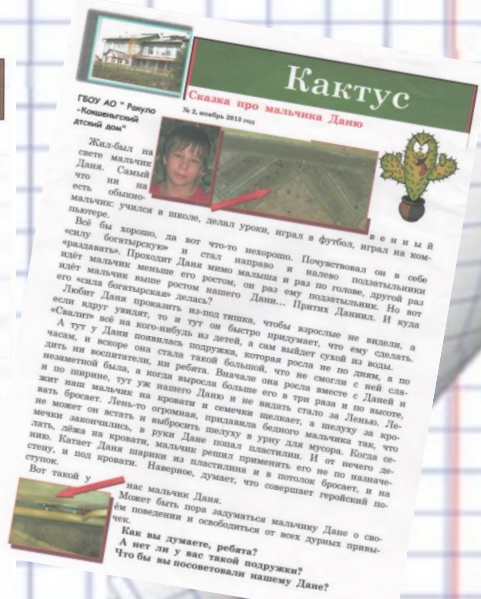 Кактус
Сказка про мальчика Даню
№ 2, ноябрь 2013 год
ГБОУ АО " Ракуло
-Кокшеньгский
дтский дом"
Жил-был на
свете мальчик
Даня. Самый
что ни на
есть обыкно-
венный
мальчик: учился в школе, делал уроки, играл в футбол, играл на ком-
пьютере.
Всё бы хорошо, да вот что-то нехорошо. Почувствовал он в себе
«силу богатырскую» и стал направо и налево подзатыльники
«раздавать». Проходит Даня мимо малыша и раз по голове, другой раз
идёт мальчик меньше его ростом, он раз ему подзатыльник. Но вот
идёт мальчик выше ростом нашего Дани... Притих Даниил. И куда
его «сила богатырская» делась?
Любит Даня проказить из-под тишка, чтобы взрослые не видели, а
если вдруг увидят, то и тут он быстро придумает, что ему сделать.
«Свалит» всё на кого-нибудь из детей, а сам выйдет сухой из воды.
А тут у Дани появилась подружка, которая росла не по дням, а по
часам, и вскоре она стала такой большой, что не смогли с ней сла-
дить ни воспитатели, ни ребята. Вначале она росла вместе с Даней и
незаметной была, а когда выросла больше его в три раза и по высоте,
и по ширине, тут уж нашего Даню и не видать стало за Ленью. Ле-
жит наш мальчик на кровати и семечки щелкает, а шелуху за кро-
вать бросает. Лень-то огромная, придавила бедного мальчика так, что
не может он встать и выбросить шелуху в урну для мусора. Когда се-
мечки закончились, в руки Дане попал пластилин. И от нечего де-
лать, лёжа на кровати, мальчик решил применить его не по назначе-
нию. Катает Даня шарики из пластилина и в потолок бросает, и на
стену, и под кровати. Наверное, думает, что совершает геройский по-
ступок.
Вот такой у нас мальчик Даня.
Может быть пора задуматься мальчику Дане о сво-
ём поведении и освободиться от всех дурных привы-
чек.
Как вы думаете, ребята?
А нет ли у вас такой подружки?
Что бы вы посоветовали нашему Дане?